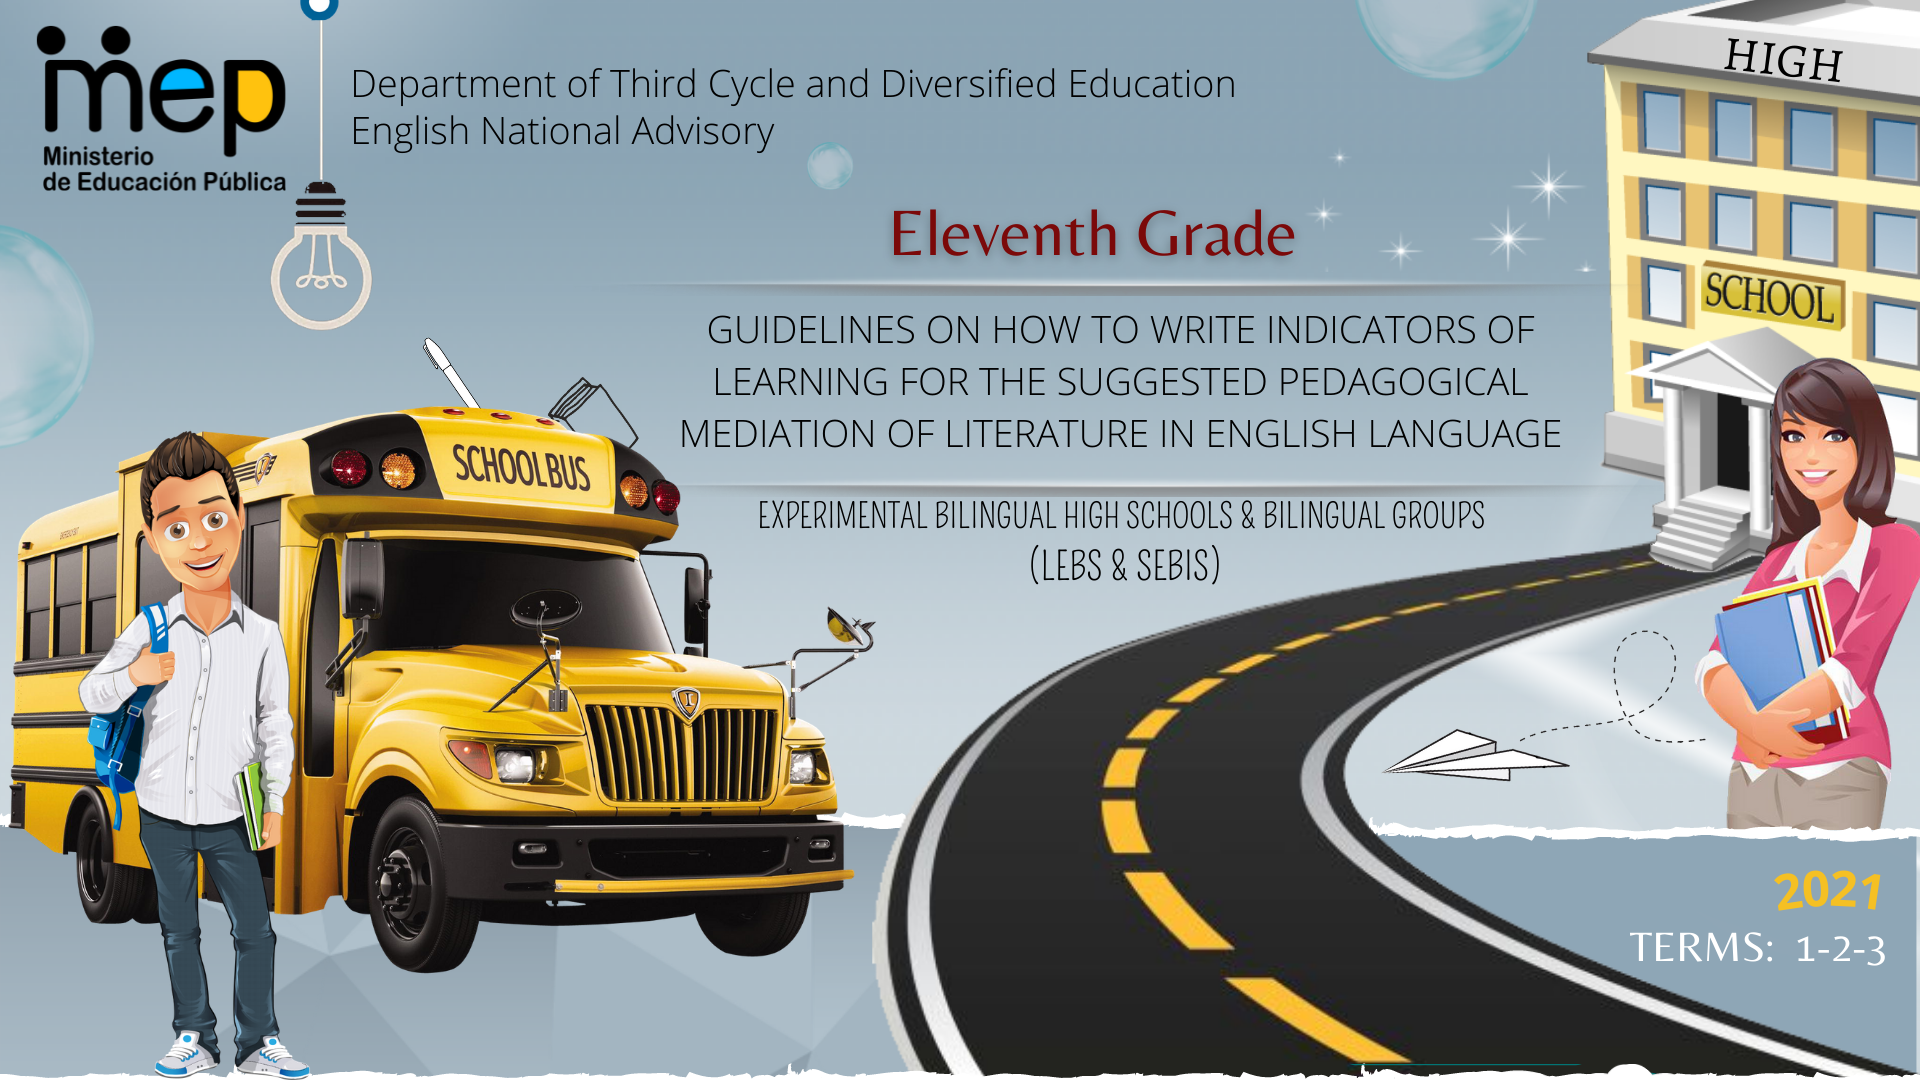 mep
Ministerio
de Educación Pública
Department of Third Cycle and Diversified Education
English National Advisory
HIGH
Eleventh Grade
SCHOOL
GUIDELINES ON HOW TO WRITE INDICATORS OF
LEARNING FOR THE SUGGESTED PEDAGOGICAL
MEDIATION OF LITERATURE IN ENGLISH LANGUAGE
SCHOOLBUS
EXPERIMENTAL BILINGUAL HIGH SCHOOLS & BILINGUAL GROUPS
(LEBS & SEBIS)
2021
TERMS: 1-2-3